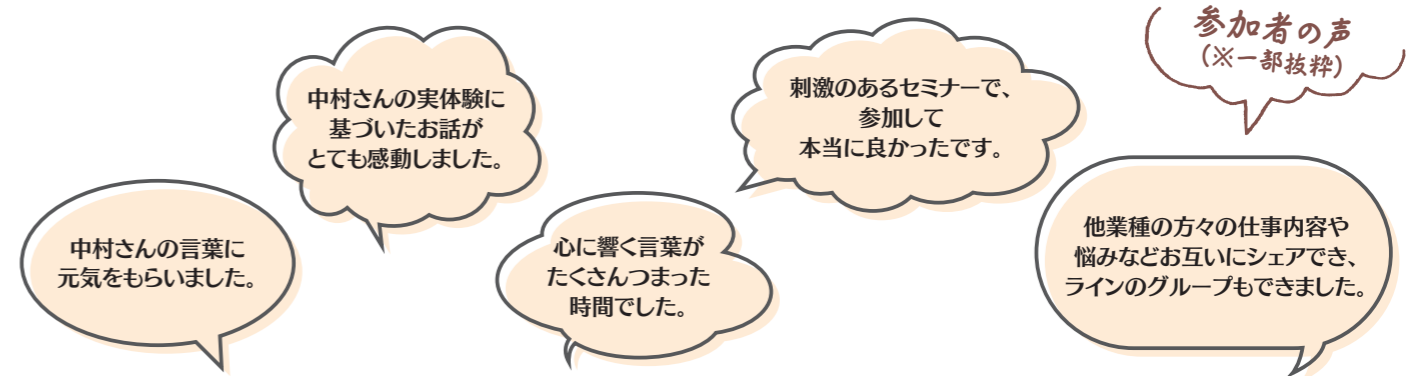 参加者の声
(※一部抜粋)
中村さんの実体験に
基づいたお話が
とても感動しました。
刺激のあるセミナーで、
参加して
本当に良かったです。
中村さんの言葉に
元気をもらいました。
心に響く言葉が
たくさんつまった
時間でした。
他業種の方々の仕事内容や
悩みなどお互いにシェアでき、
ラインのグループもできました。